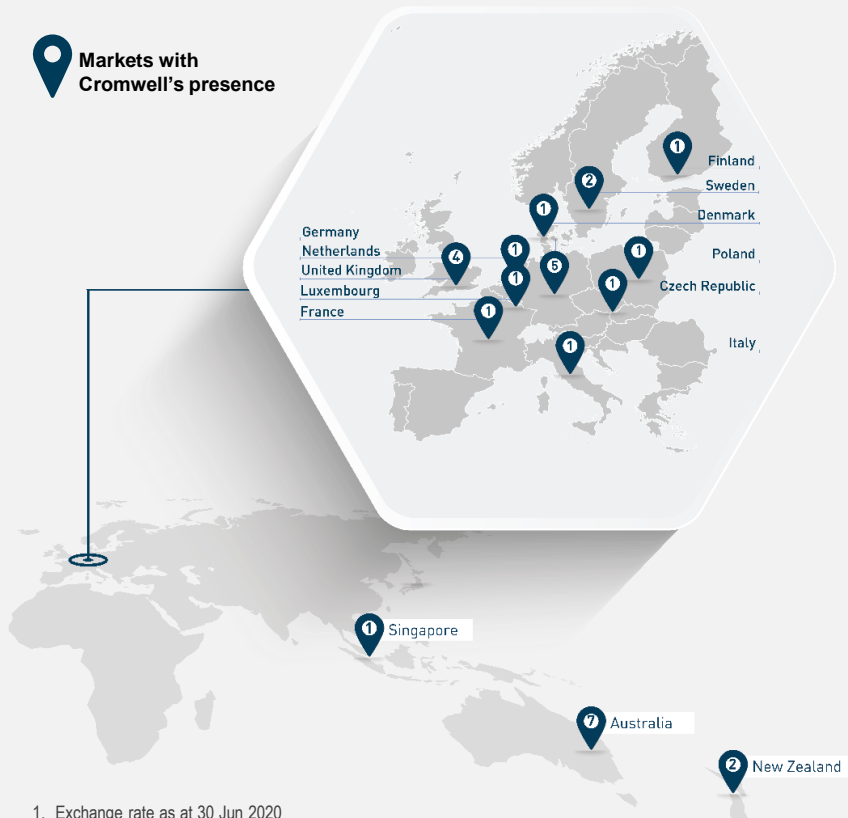 Markets with
Cromwell's presence
1
Finland
2
Sweden
1
Denmark
Germany
Netherlands
1
United Kingdom
4
5
1
Poland
Luxembourg
1
1
Czech Republic
France
1
1
Italy
1
Singapore
7
Australia
2
New Zealand
1. Exchange rate as at 30 Jun 2020